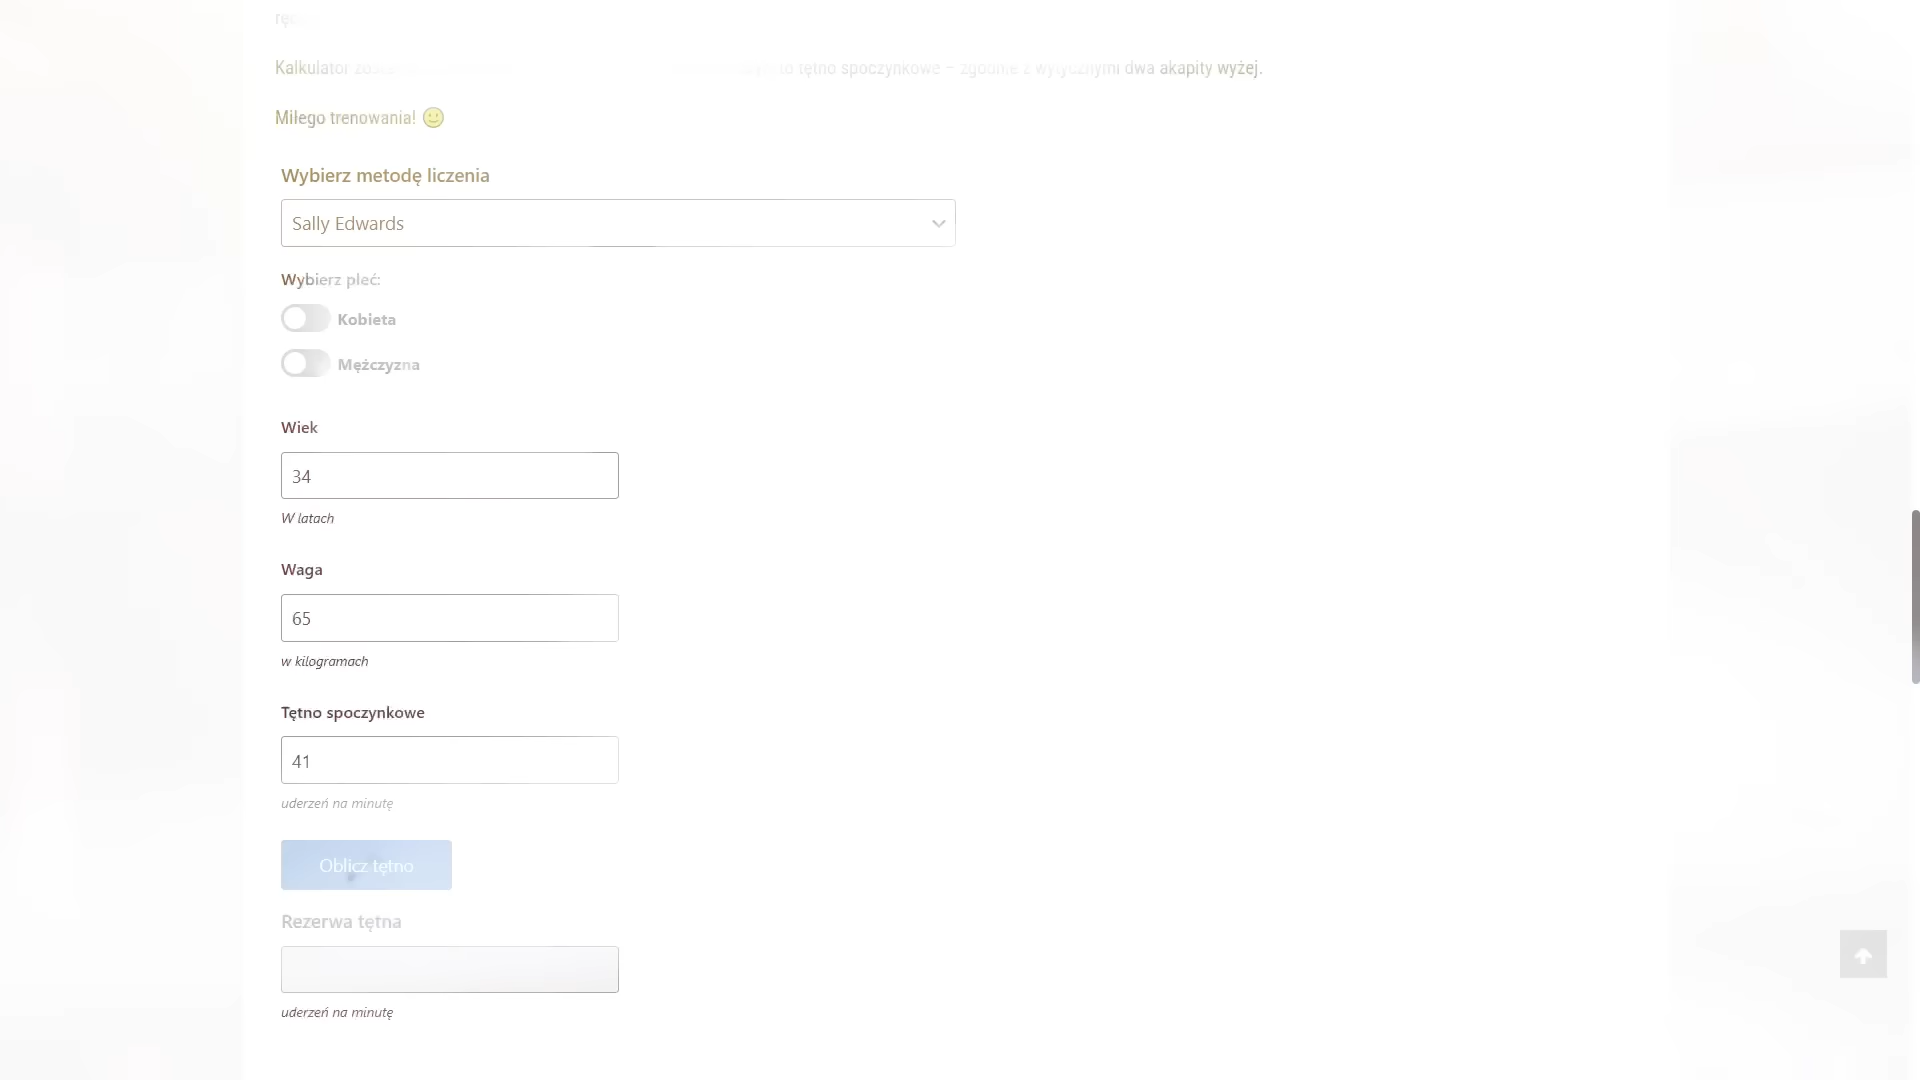 Kalkulator to tętno spoczynkowe – zgodnie z wytycznymi dwa akapity wyżej.
Miłego trenowania!
Wybierz metodę liczenia
Sally Edwards
Wybierz płeć:
Kobieta
Mężczyzna
Wiek
34
W latach
Waga
65
w kilogramach
Tętno spoczynkowe
41
uderzeń na minutę
Oblicz tętno
Rezerwa tętna
uderzeń na minutę